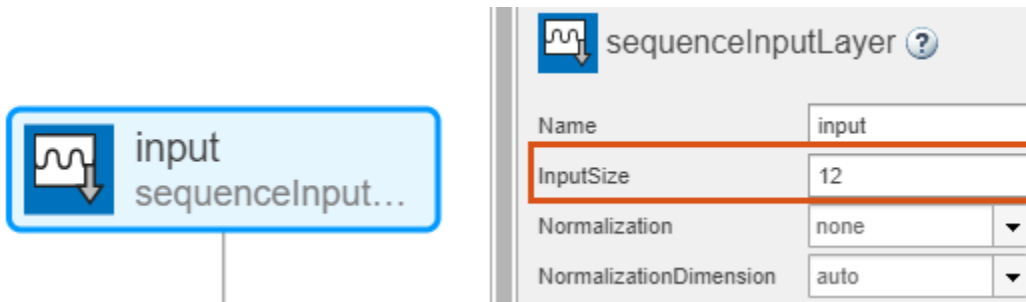 input
sequenceInput...
sequenceInputLayer ?
Name input
InputSize 12
Normalization none
NormalizationDimension auto